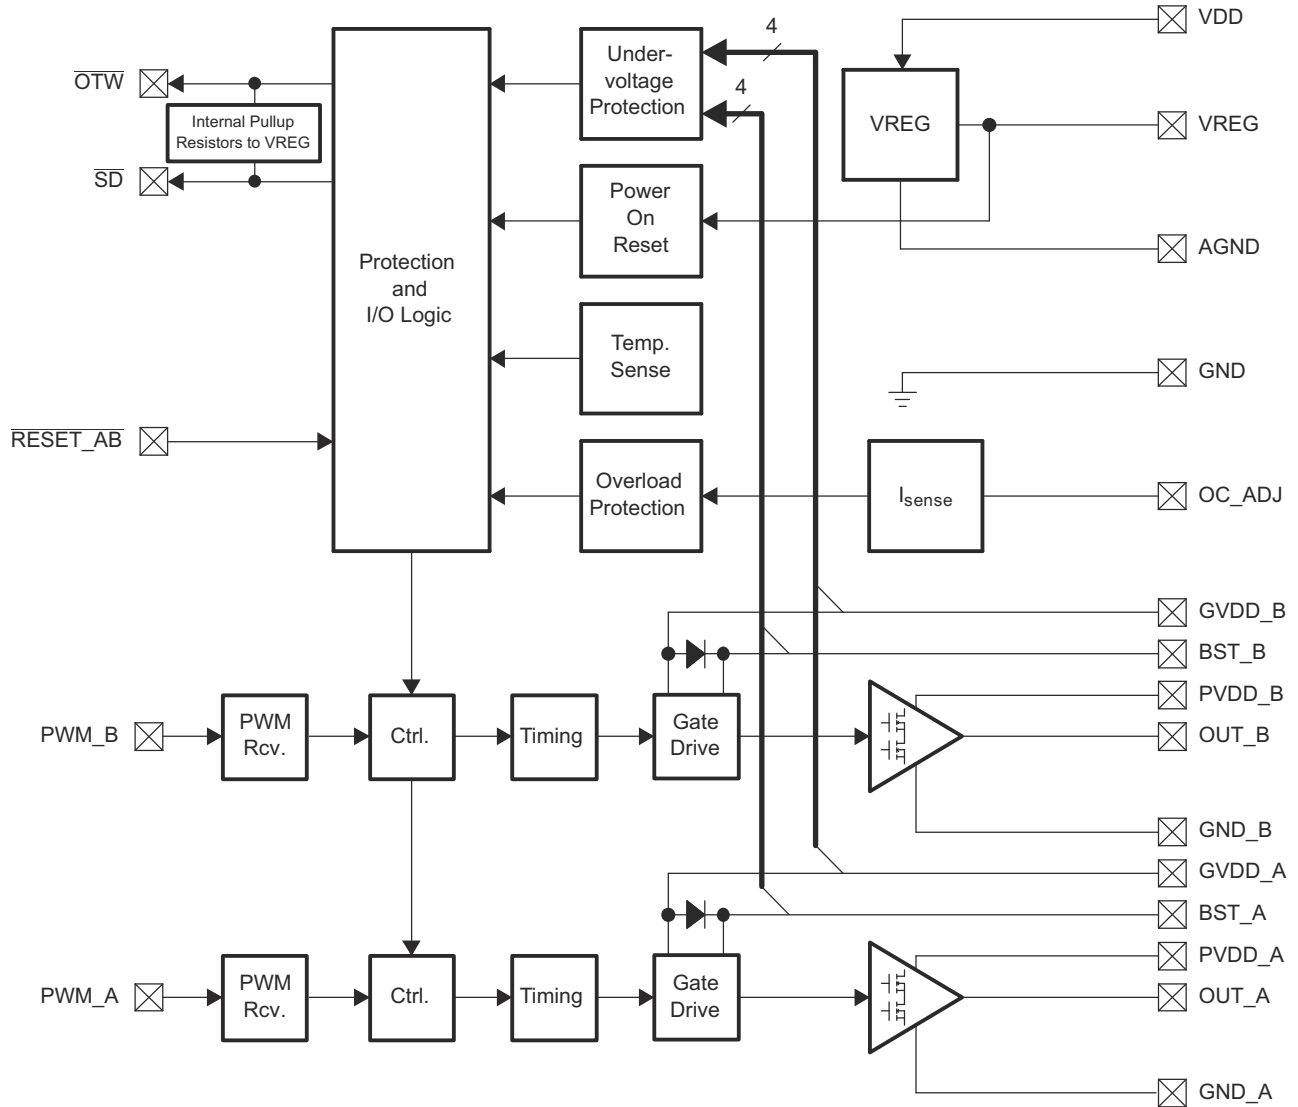 4
VDD
OTW
Under-
voltage
Protection
4
Internal Pullup
Resistors to VREG
VREG
VREG
SD
Power
On
Reset
AGND
Protection
and
I/O Logic
Temp.
Sense
GND
RESET_AB
Overload
Protection
Isense
OC_ADJ
GVDD_B
BST_B
PVDD_B
PWM_B
PWM
Rcv.
Ctrl.
Timing
Gate
Drive
OUT_B
GND_B
GVDD_A
BST_A
PVDD_A
PWM_A
PWM
Rcv.
Ctrl.
Timing
Gate
Drive
OUT_A
GND_A